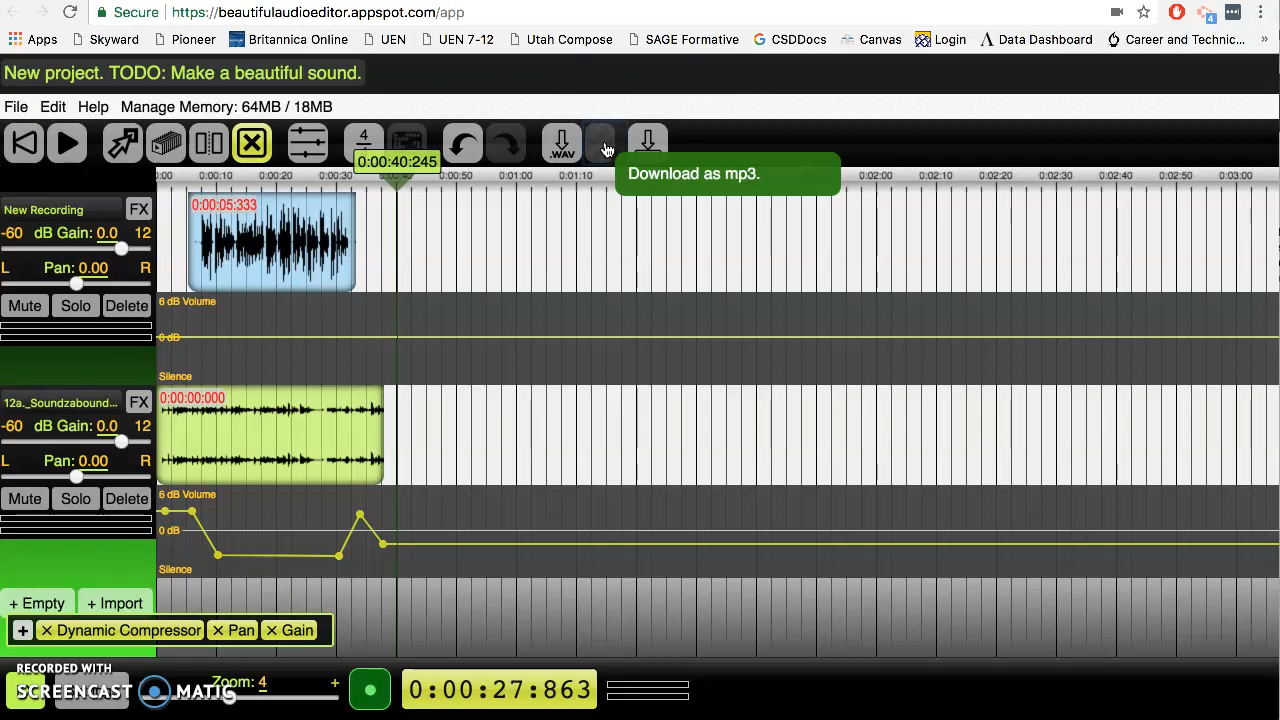 Secure https://beautifulaudioeditor.appspot.com/app
Apps Skyward Pioneer Britannica Online UEN UEN 7-12 Utah Compose SAGE Formative CSDDocs Canvas Login Data Dashboard Career and Technic... »
4
New project. TODO: Make a beautiful sound.
File Edit Help Manage Memory: 64MB / 18MB
4
.WAV
0:00:40:245
Download as mp3.
0:00 0:00:10 0:00:20 0:00:30 0:00:50 0:01:00 0:01:10 0:02:00 0:02:10 0:02:20 0:02:30 0:02:40 0:02:50 0:03:00
New Recording FX
0:00:05:333
-60 dB Gain: 0.0 12
L Pan: 0.00 R
Mute Solo Delete
6 dB Volume
0 dB
Silence
12a._Soundzabound... FX
0:00:00:000
-60 dB Gain: 0.0 12
L Pan: 0.00 R
Mute Solo Delete
6 dB Volume
0 dB
Silence
+ Empty + Import
+ × Dynamic Compressor × Pan × Gain
RECORDED WITH
SCREENCAST MATIC
Zoom: 4 +
0:00:27:863